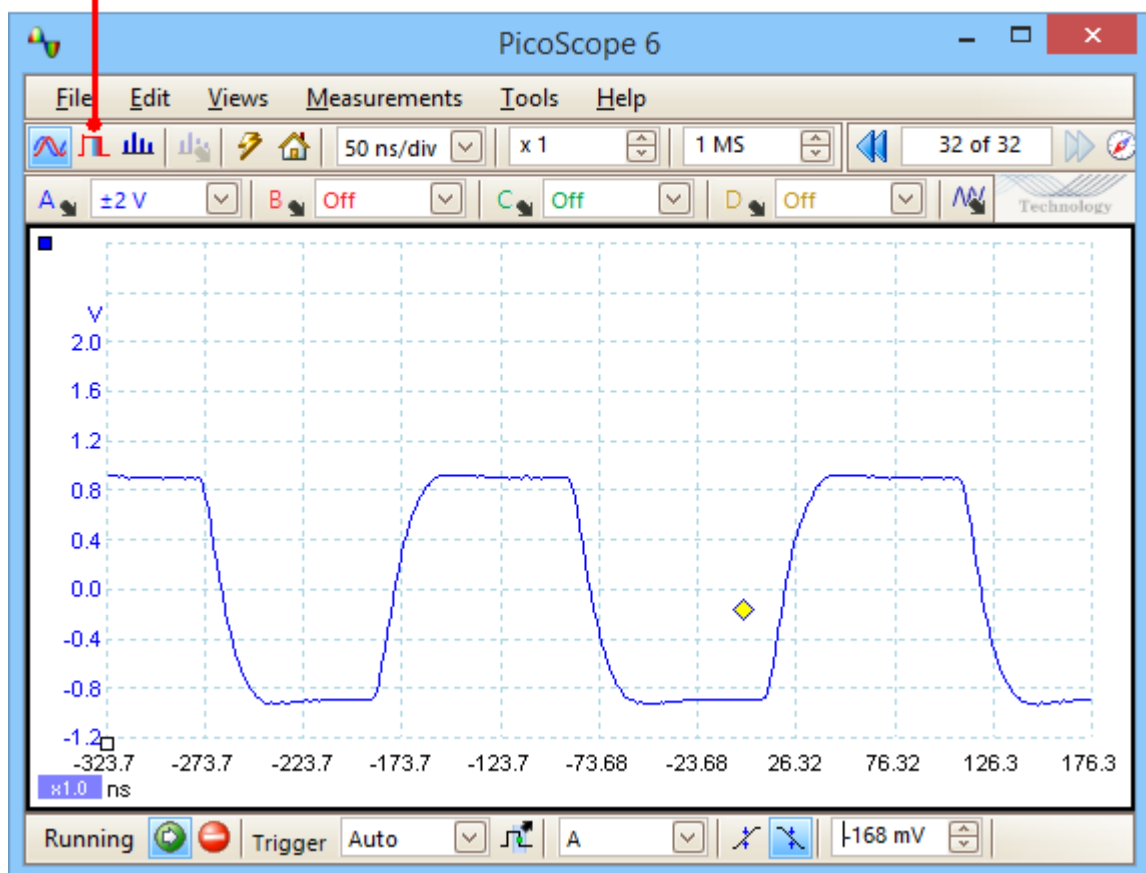 PicoScope 6
File Edit Views Measurements Tools Help
50 ns/div x 1 1 MS 32 of 32
A ±2 V B Off C Off D Off Technology
V
2.0
1.6
1.2
0.8
0.4
0.0
-0.4
-0.8
-1.2
-323.7 -273.7 -223.7 -173.7 -123.7 -73.68 -23.68 26.32 76.32 126.3 176.3
x1.0 ns
Running Trigger Auto A -168 mV